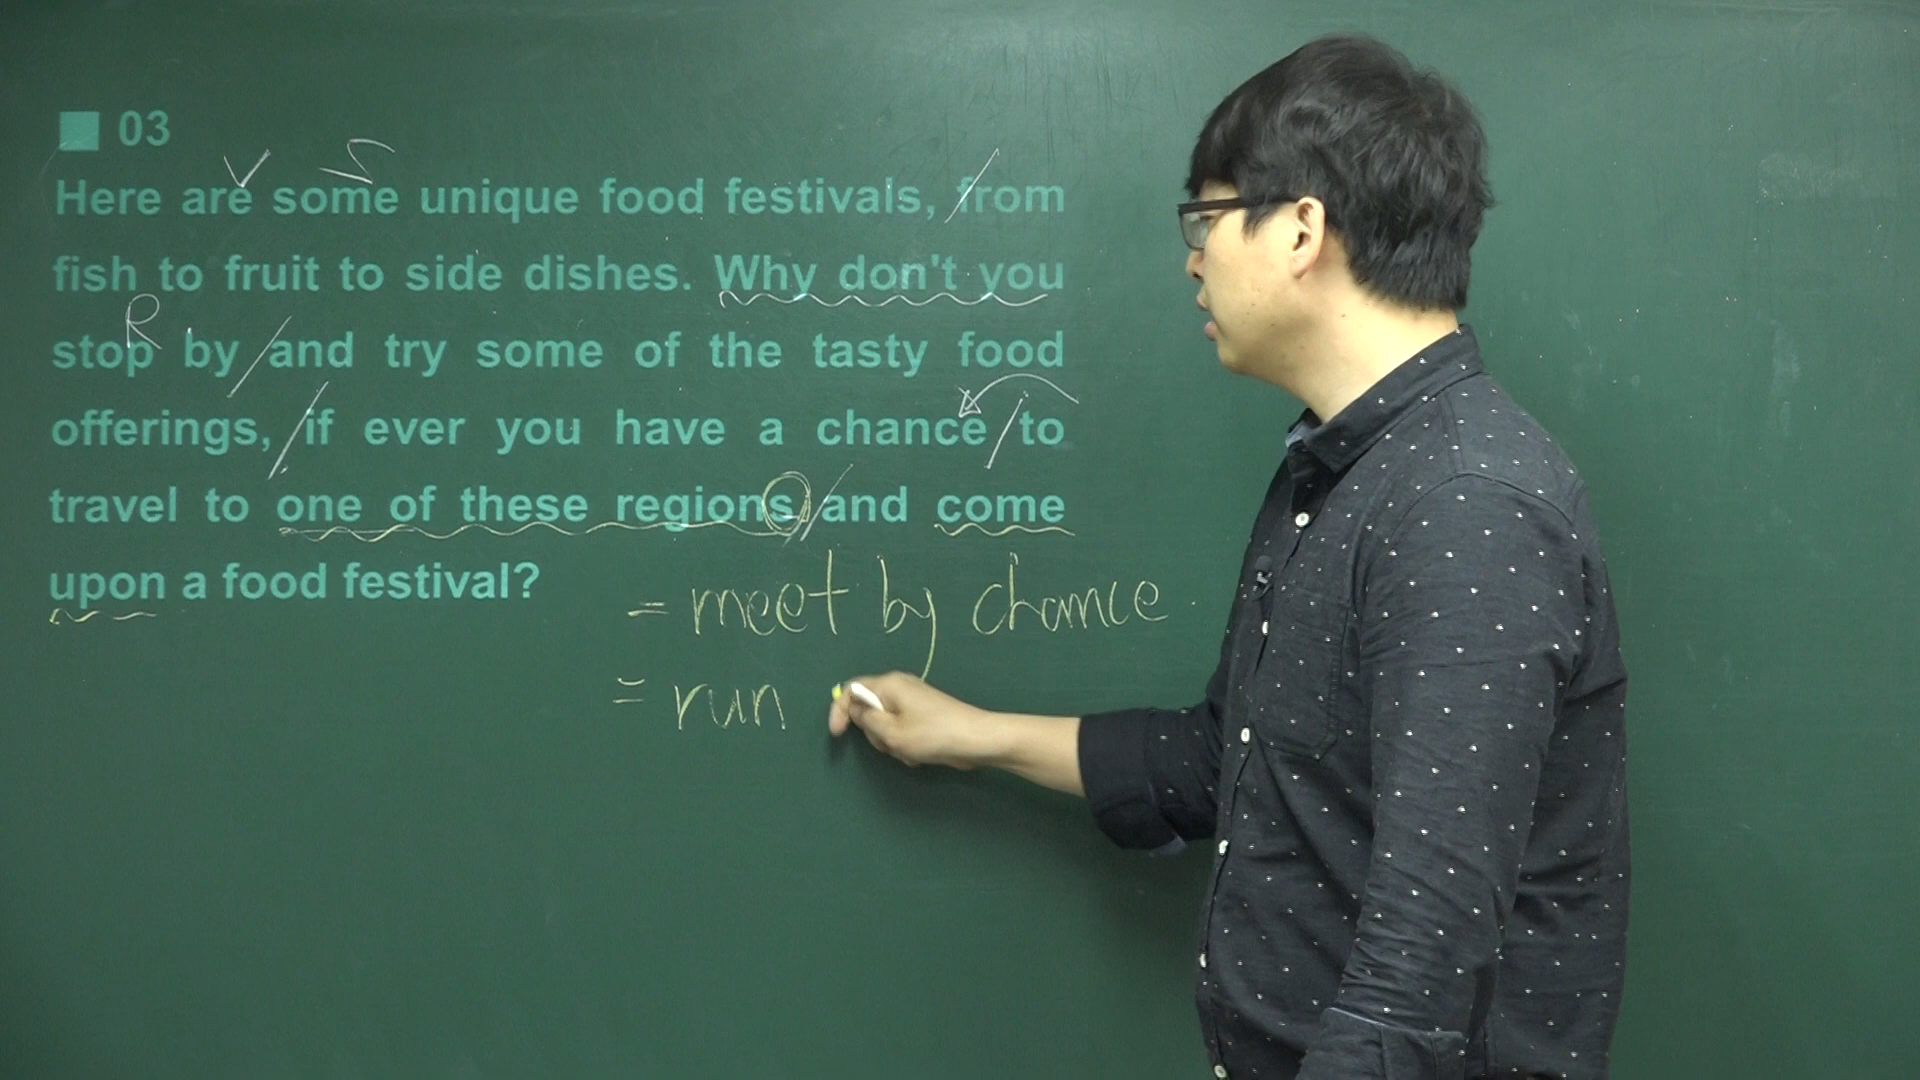 ■ 03
V S
Here are some unique food festivals, from
fish to fruit to side dishes. Why don't you
R
stop by and try some of the tasty food
offerings, if ever you have a chance to
travel to one of these regions and come
upon a food festival?
= meet by chance
= run